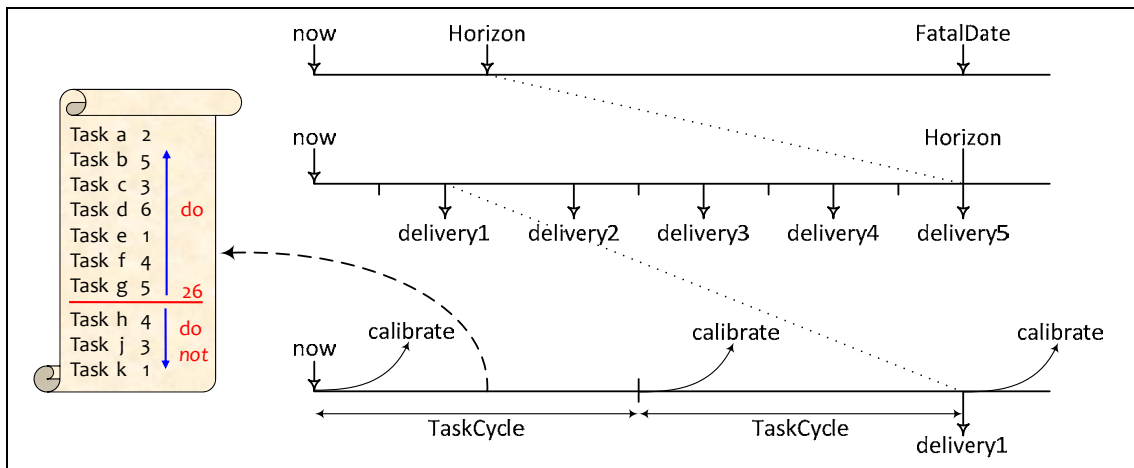 now Horizon FatalDate
now Horizon
delivery1 delivery2 delivery3 delivery4 delivery5
Task a 2
Task b 5
Task c 3
Task d 6 do
Task e 1
Task f 4
Task g 5 26
Task h 4 do
Task j 3 not
Task k 1
now calibrate calibrate calibrate
TaskCycle TaskCycle
delivery1